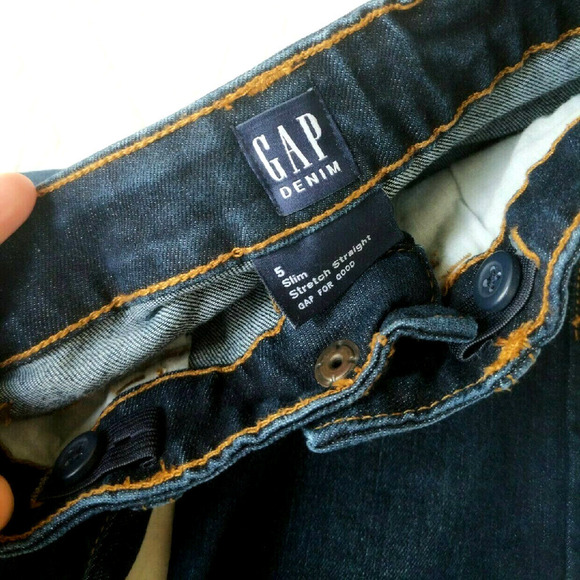 GAP
DENIM
5
Slim
Stretch Straight
GAP FOR GOOD